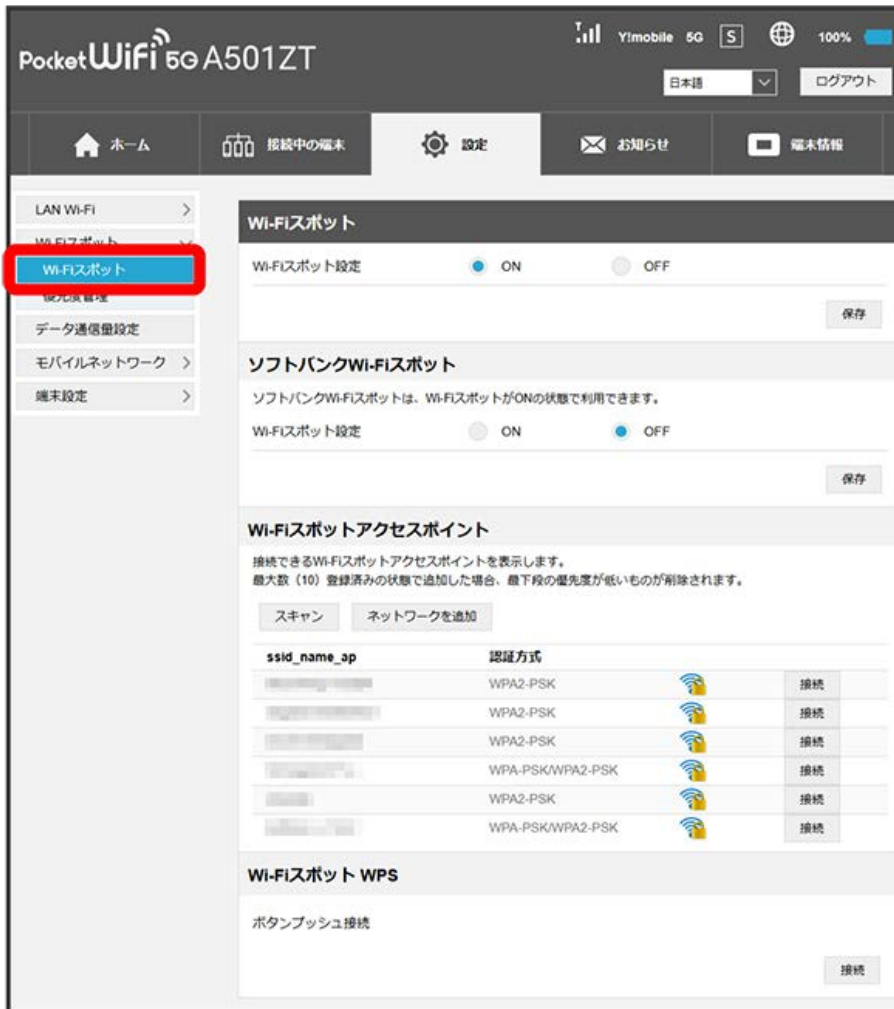 Y!mobile 5G S 100%
PocketWiFi 5G A501ZT
日本語 ログアウト
ホーム 接続中の端末 設定 お知らせ 端末情報
LAN Wi-Fi
Wi-Fiスポット
Wi-Fiスポット
優先度管理
データ通信量設定
モバイルネットワーク
端末設定
Wi-Fiスポット
Wi-Fiスポット設定 ON OFF
保存
ソフトバンクWi-Fiスポット
ソフトバンクWi-Fiスポットは、Wi-FiスポットがONの状態で利用できます。
Wi-Fiスポット設定 ON OFF
保存
Wi-Fiスポットアクセスポイント
接続できるWi-Fiスポットアクセスポイントを表示します。
最大数（10）登録済みの状態で追加した場合、最下段の優先度が低いものが削除されます。
スキャン ネットワークを追加
ssid_name_ap 認証方式
WPA2-PSK 接続
WPA2-PSK 接続
WPA2-PSK 接続
WPA-PSK/WPA2-PSK 接続
WPA2-PSK 接続
WPA-PSK/WPA2-PSK 接続
Wi-Fiスポット WPS
ボタンプッシュ接続
接続